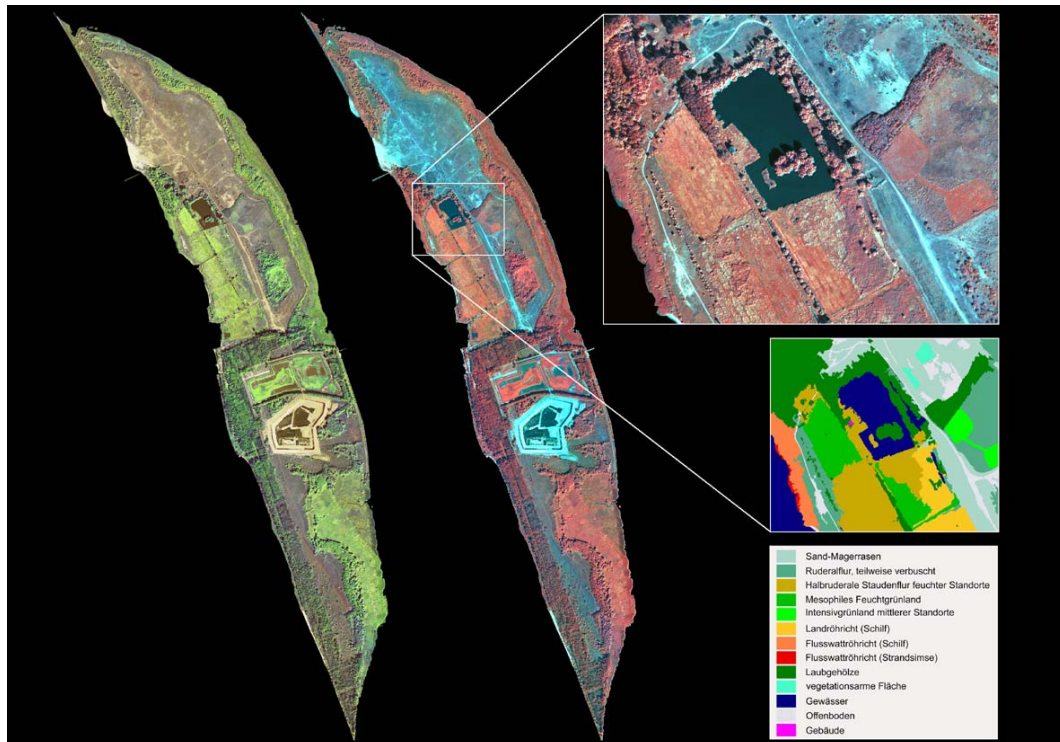 Sand-Magerrasen
Ruderalflur, teilweise verbuscht
Halbruderale Staudenflur feuchter Standorte
Mesophiles Feuchtgrünland
Intensivgrünland mittlerer Standorte
Landröhricht (Schilf)
Flusswattröhricht (Schilf)
Flusswattröhricht (Strandsimse)
Laubgehölze
vegetationsarme Fläche
Gewässer
Offenboden
Gebäude